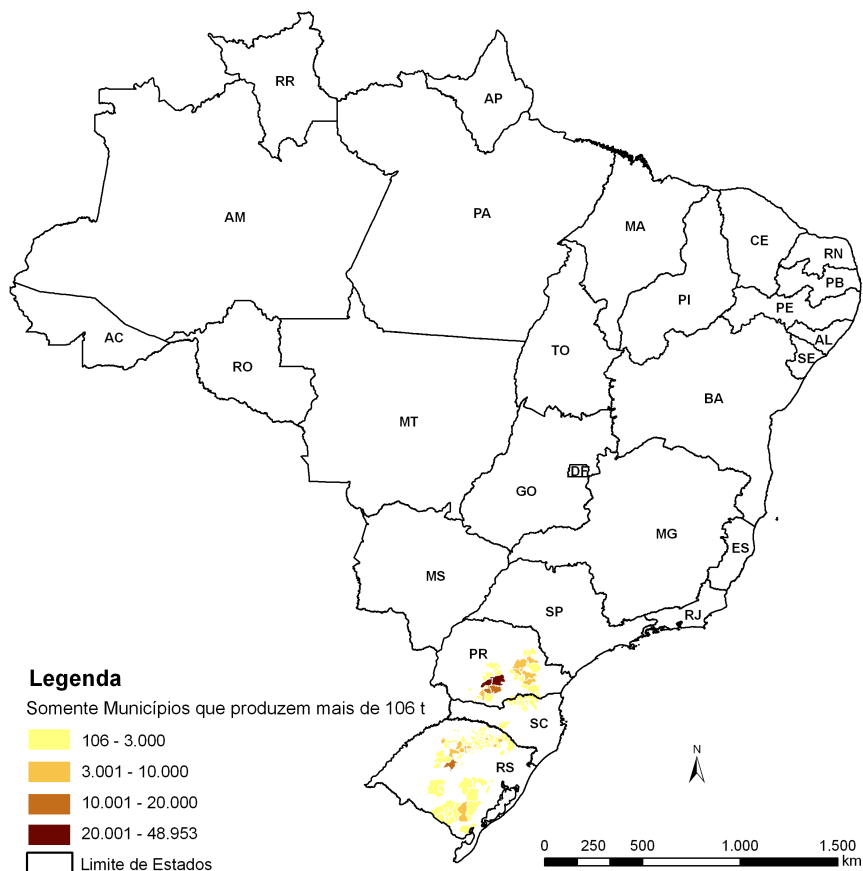 RR
AP
AM
PA
MA
CE
RN
PB
PI
PE
AC
AL
TO
SE
RO
BA
MT
DF
GO
MG
ES
MS
SP
RJ
PR
SC
RS
Legenda
Somente Municípios que produzem mais de 106 t
106 - 3.000
3.001 - 10.000
10.001 - 20.000
20.001 - 48.953
Limite de Estados
N
0 250 500 1.000 1.500
km